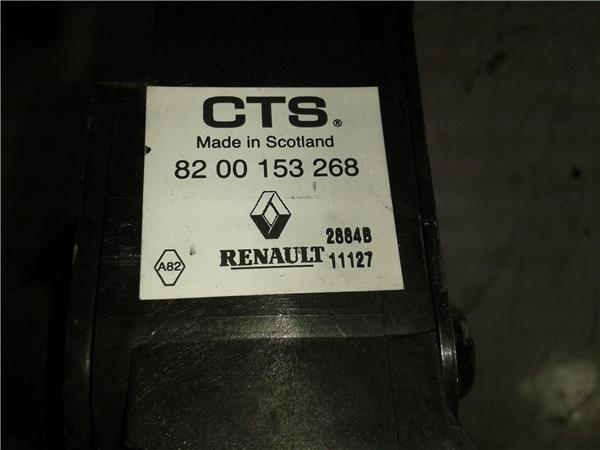 CTS®
Made in Scotland
82 00 153 268
2884B
RENAULT 11127
A82